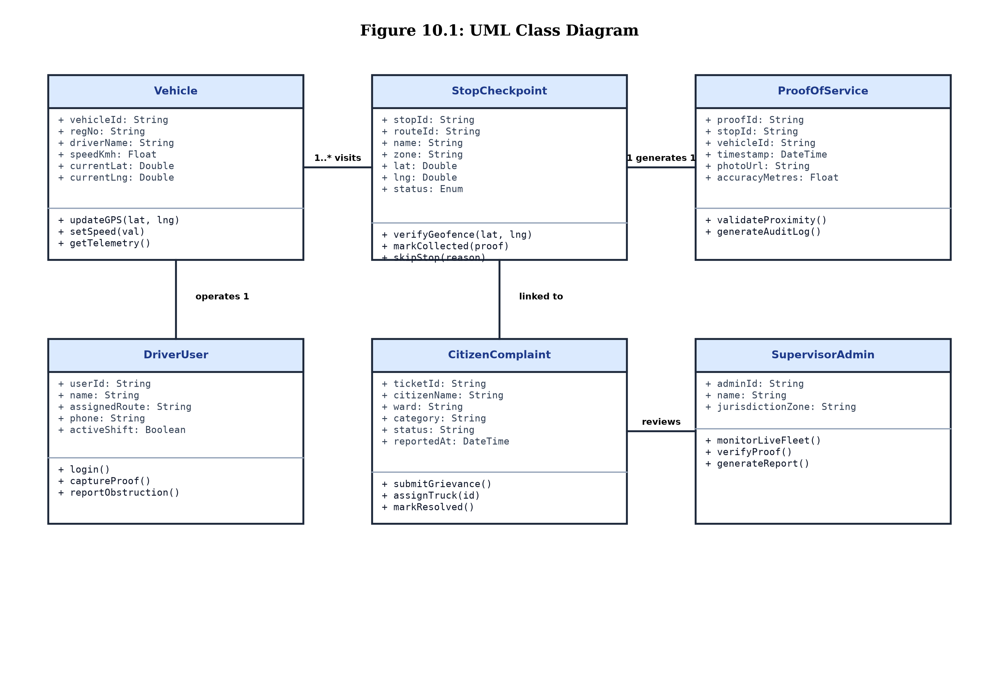 Figure 10.1: UML Class Diagram
Vehicle
+ vehicleId: String
+ regNo: String
+ driverName: String
+ speedKmh: Float
+ currentLat: Double
+ currentLng: Double
+ updateGPS(lat, lng)
+ setSpeed(val)
+ getTelemetry()
1..* visits
StopCheckpoint
+ stopId: String
+ routeId: String
+ name: String
+ zone: String
+ lat: Double
+ lng: Double
+ status: Enum
+ verifyGeofence(lat, lng)
+ markCollected(proof)
+ skipStop(reason)
1 generates 1
ProofOfService
+ proofId: String
+ stopId: String
+ vehicleId: String
+ timestamp: DateTime
+ photoUrl: String
+ accuracyMetres: Float
+ validateProximity()
+ generateAuditLog()
operates 1
linked to
DriverUser
+ userId: String
+ name: String
+ assignedRoute: String
+ phone: String
+ activeShift: Boolean
+ login()
+ captureProof()
+ reportObstruction()
CitizenComplaint
+ ticketId: String
+ citizenName: String
+ ward: String
+ category: String
+ status: String
+ reportedAt: DateTime
+ submitGrievance()
+ assignTruck(id)
+ markResolved()
reviews
SupervisorAdmin
+ adminId: String
+ name: String
+ jurisdictionZone: String
+ monitorLiveFleet()
+ verifyProof()
+ generateReport()